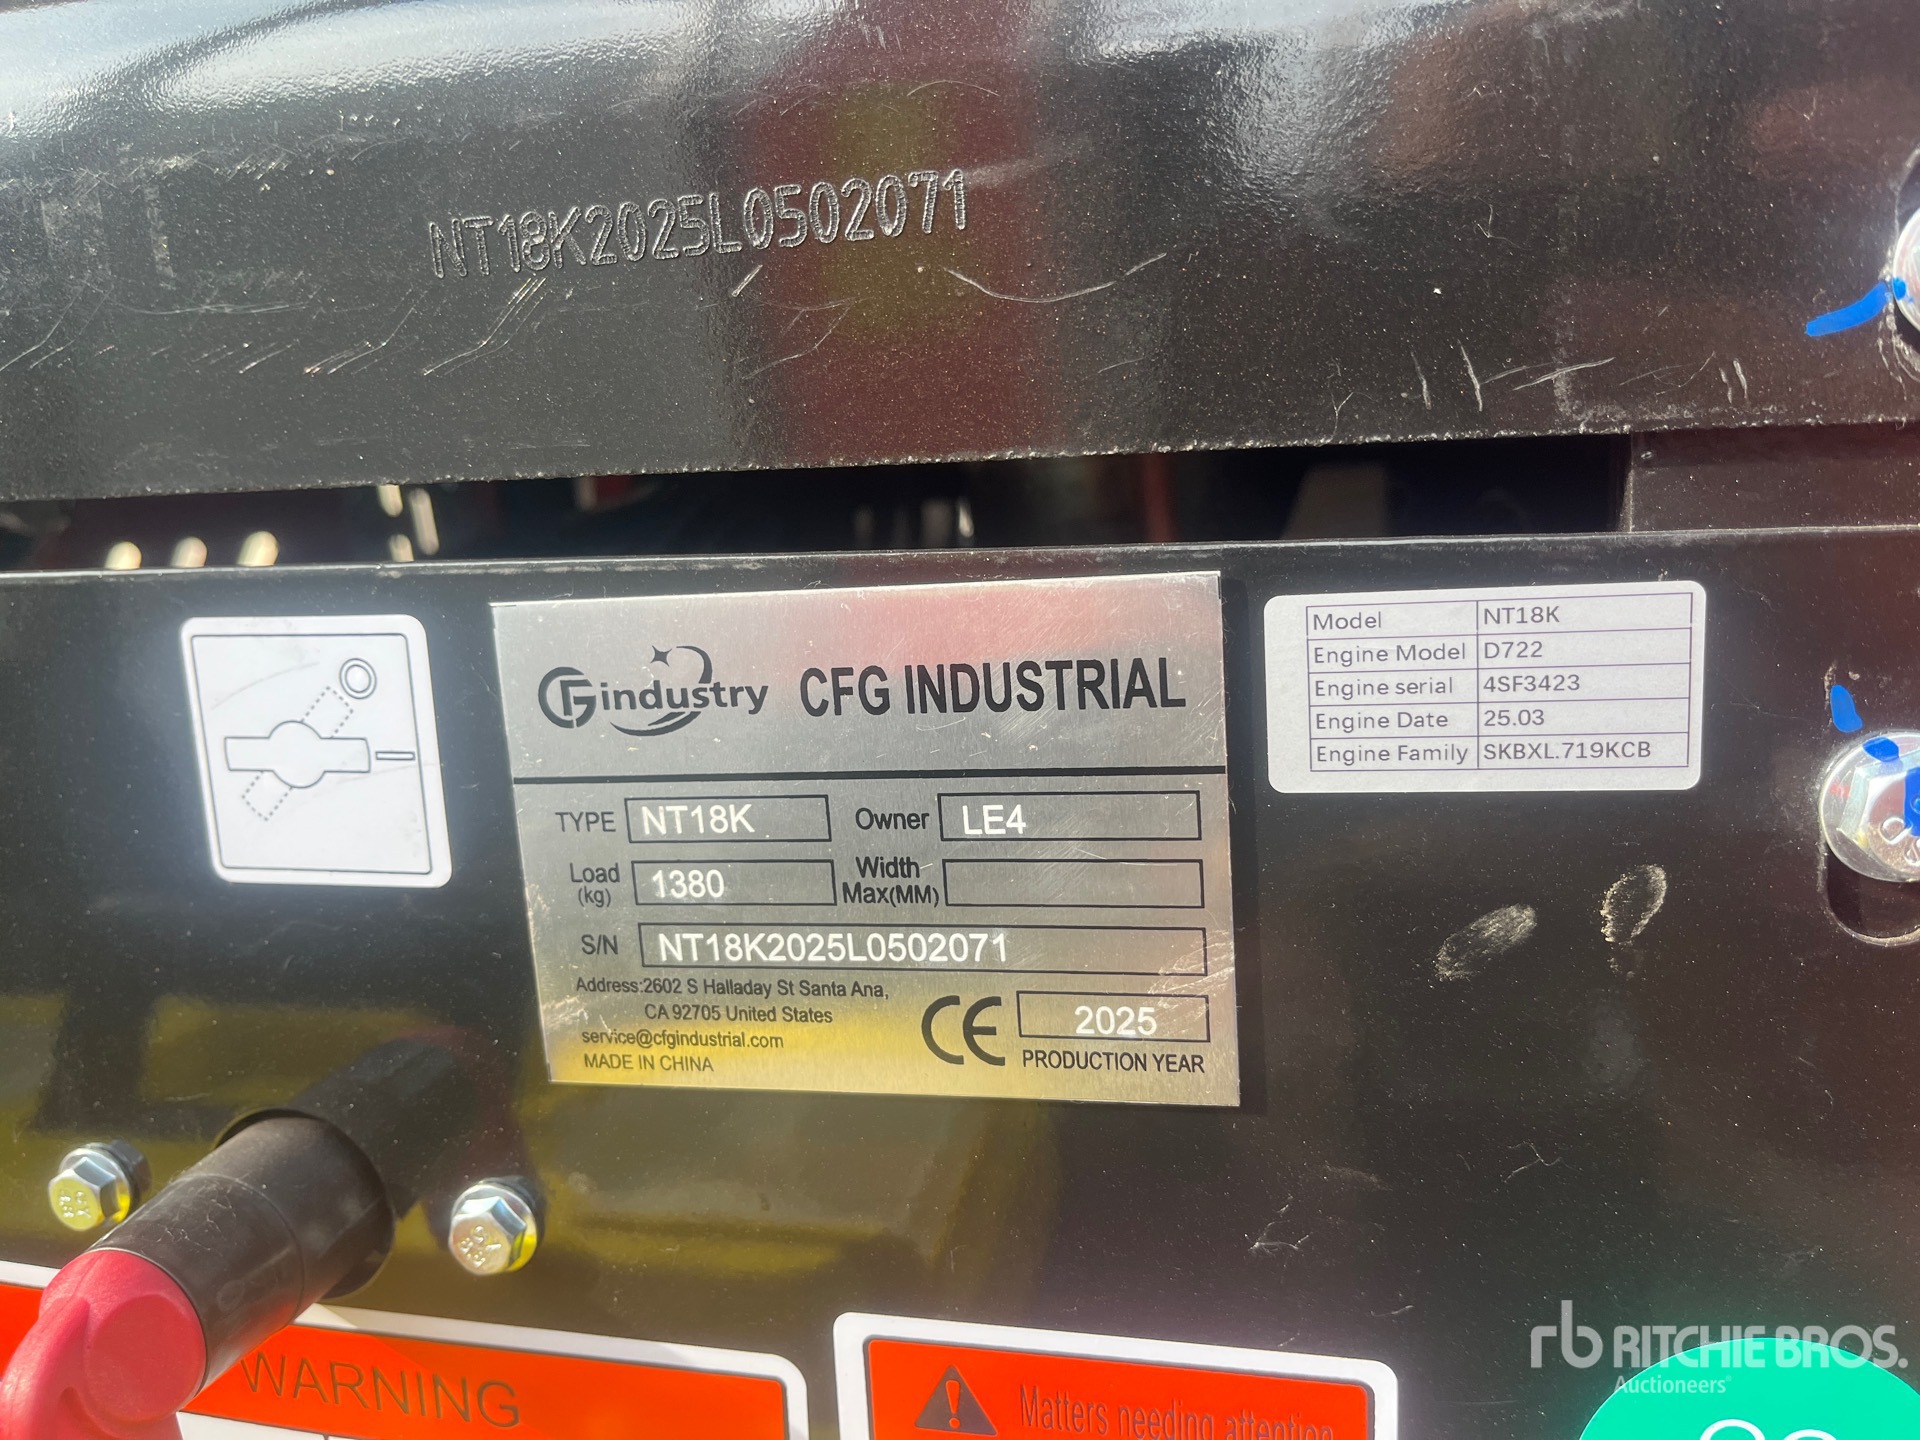 NT18K2025L0502071
CFG industry CFG INDUSTRIAL
TYPE NT18K Owner LE4
Load (kg) 1380 Width Max(MM)
S/N NT18K2025L0502071
Address:2602 S Halladay St Santa Ana,
CA 92705 United States
service@cfgindustrial.com
MADE IN CHINA
CE 2025
PRODUCTION YEAR
Model NT18K
Engine Model D722
Engine serial 4SF3423
Engine Date 25.03
Engine Family SKBXL.719KCB
WARNING
Matters needing attention
rb RITCHIE BROS.
Auctioneers